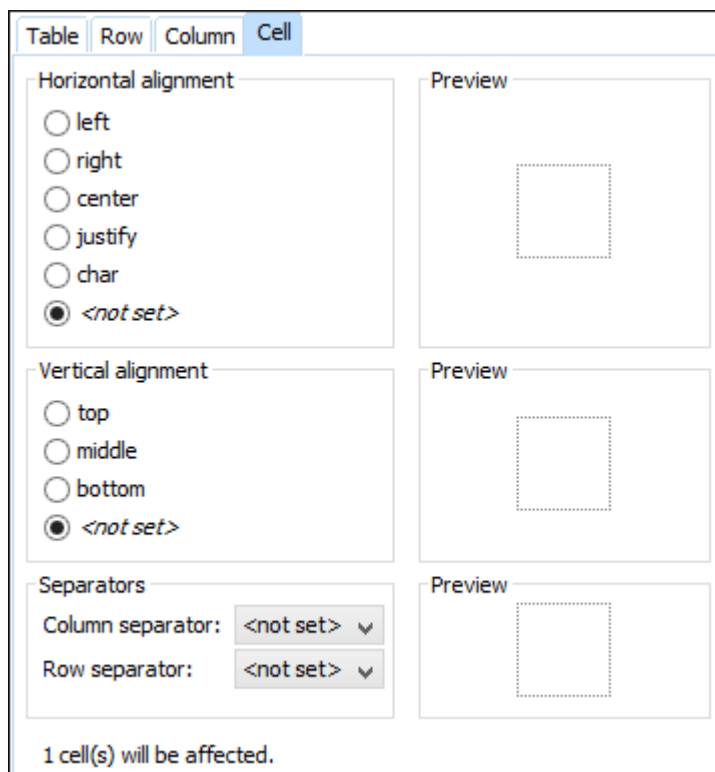 Table Row Column Cell
Horizontal alignment
left
right
center
justify
char
<not set>
Preview
Vertical alignment
top
middle
bottom
<not set>
Preview
Separators
Column separator: <not set>
Row separator: <not set>
Preview
1 cell(s) will be affected.